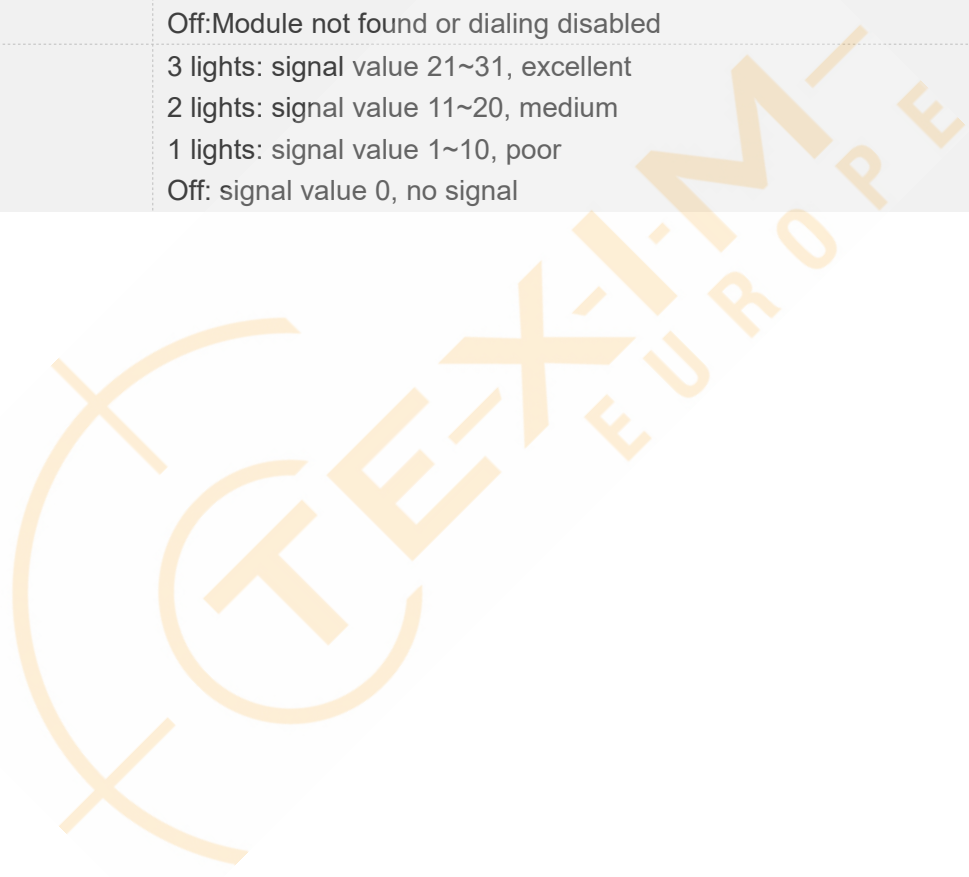 Off:Module not found or dialing disabled
3 lights: signal value 21~31, excellent
2 lights: signal value 11~20, medium
1 lights: signal value 1~10, poor
Off: signal value 0, no signal
TEXIM
EUROPE